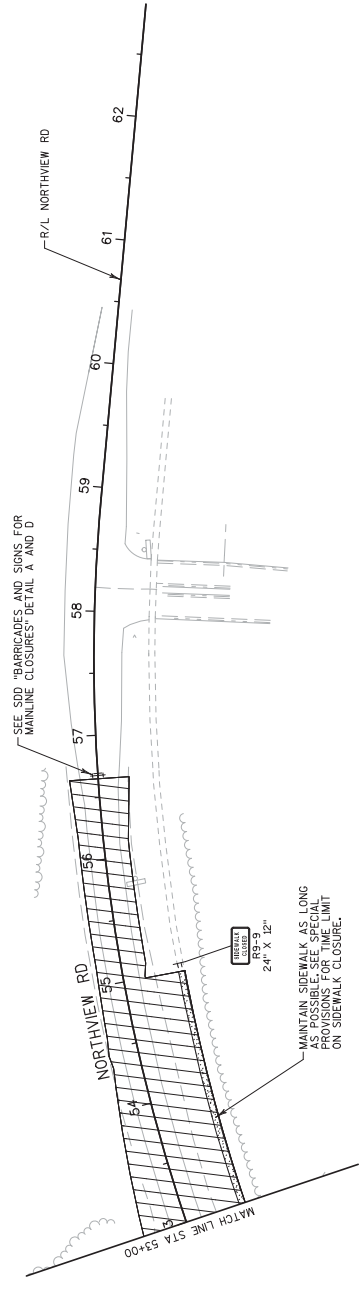 SEE SDD "BARRICADES AND SIGNS FOR
MAINLINE CLOSURES" DETAIL A AND D
R/L NORTHVIEW RD
NORTHVIEW RD
3
54
55
56
57
58
59
60
61
62
SIDEWALK
CLOSED
R9-9
24" X 12"
MAINTAIN SIDEWALK AS LONG
AS POSSIBLE. SEE SPECIAL
PROVISIONS FOR TIME LIMIT
ON SIDEWALK CLOSURE.
MATCH LINE STA 53+00